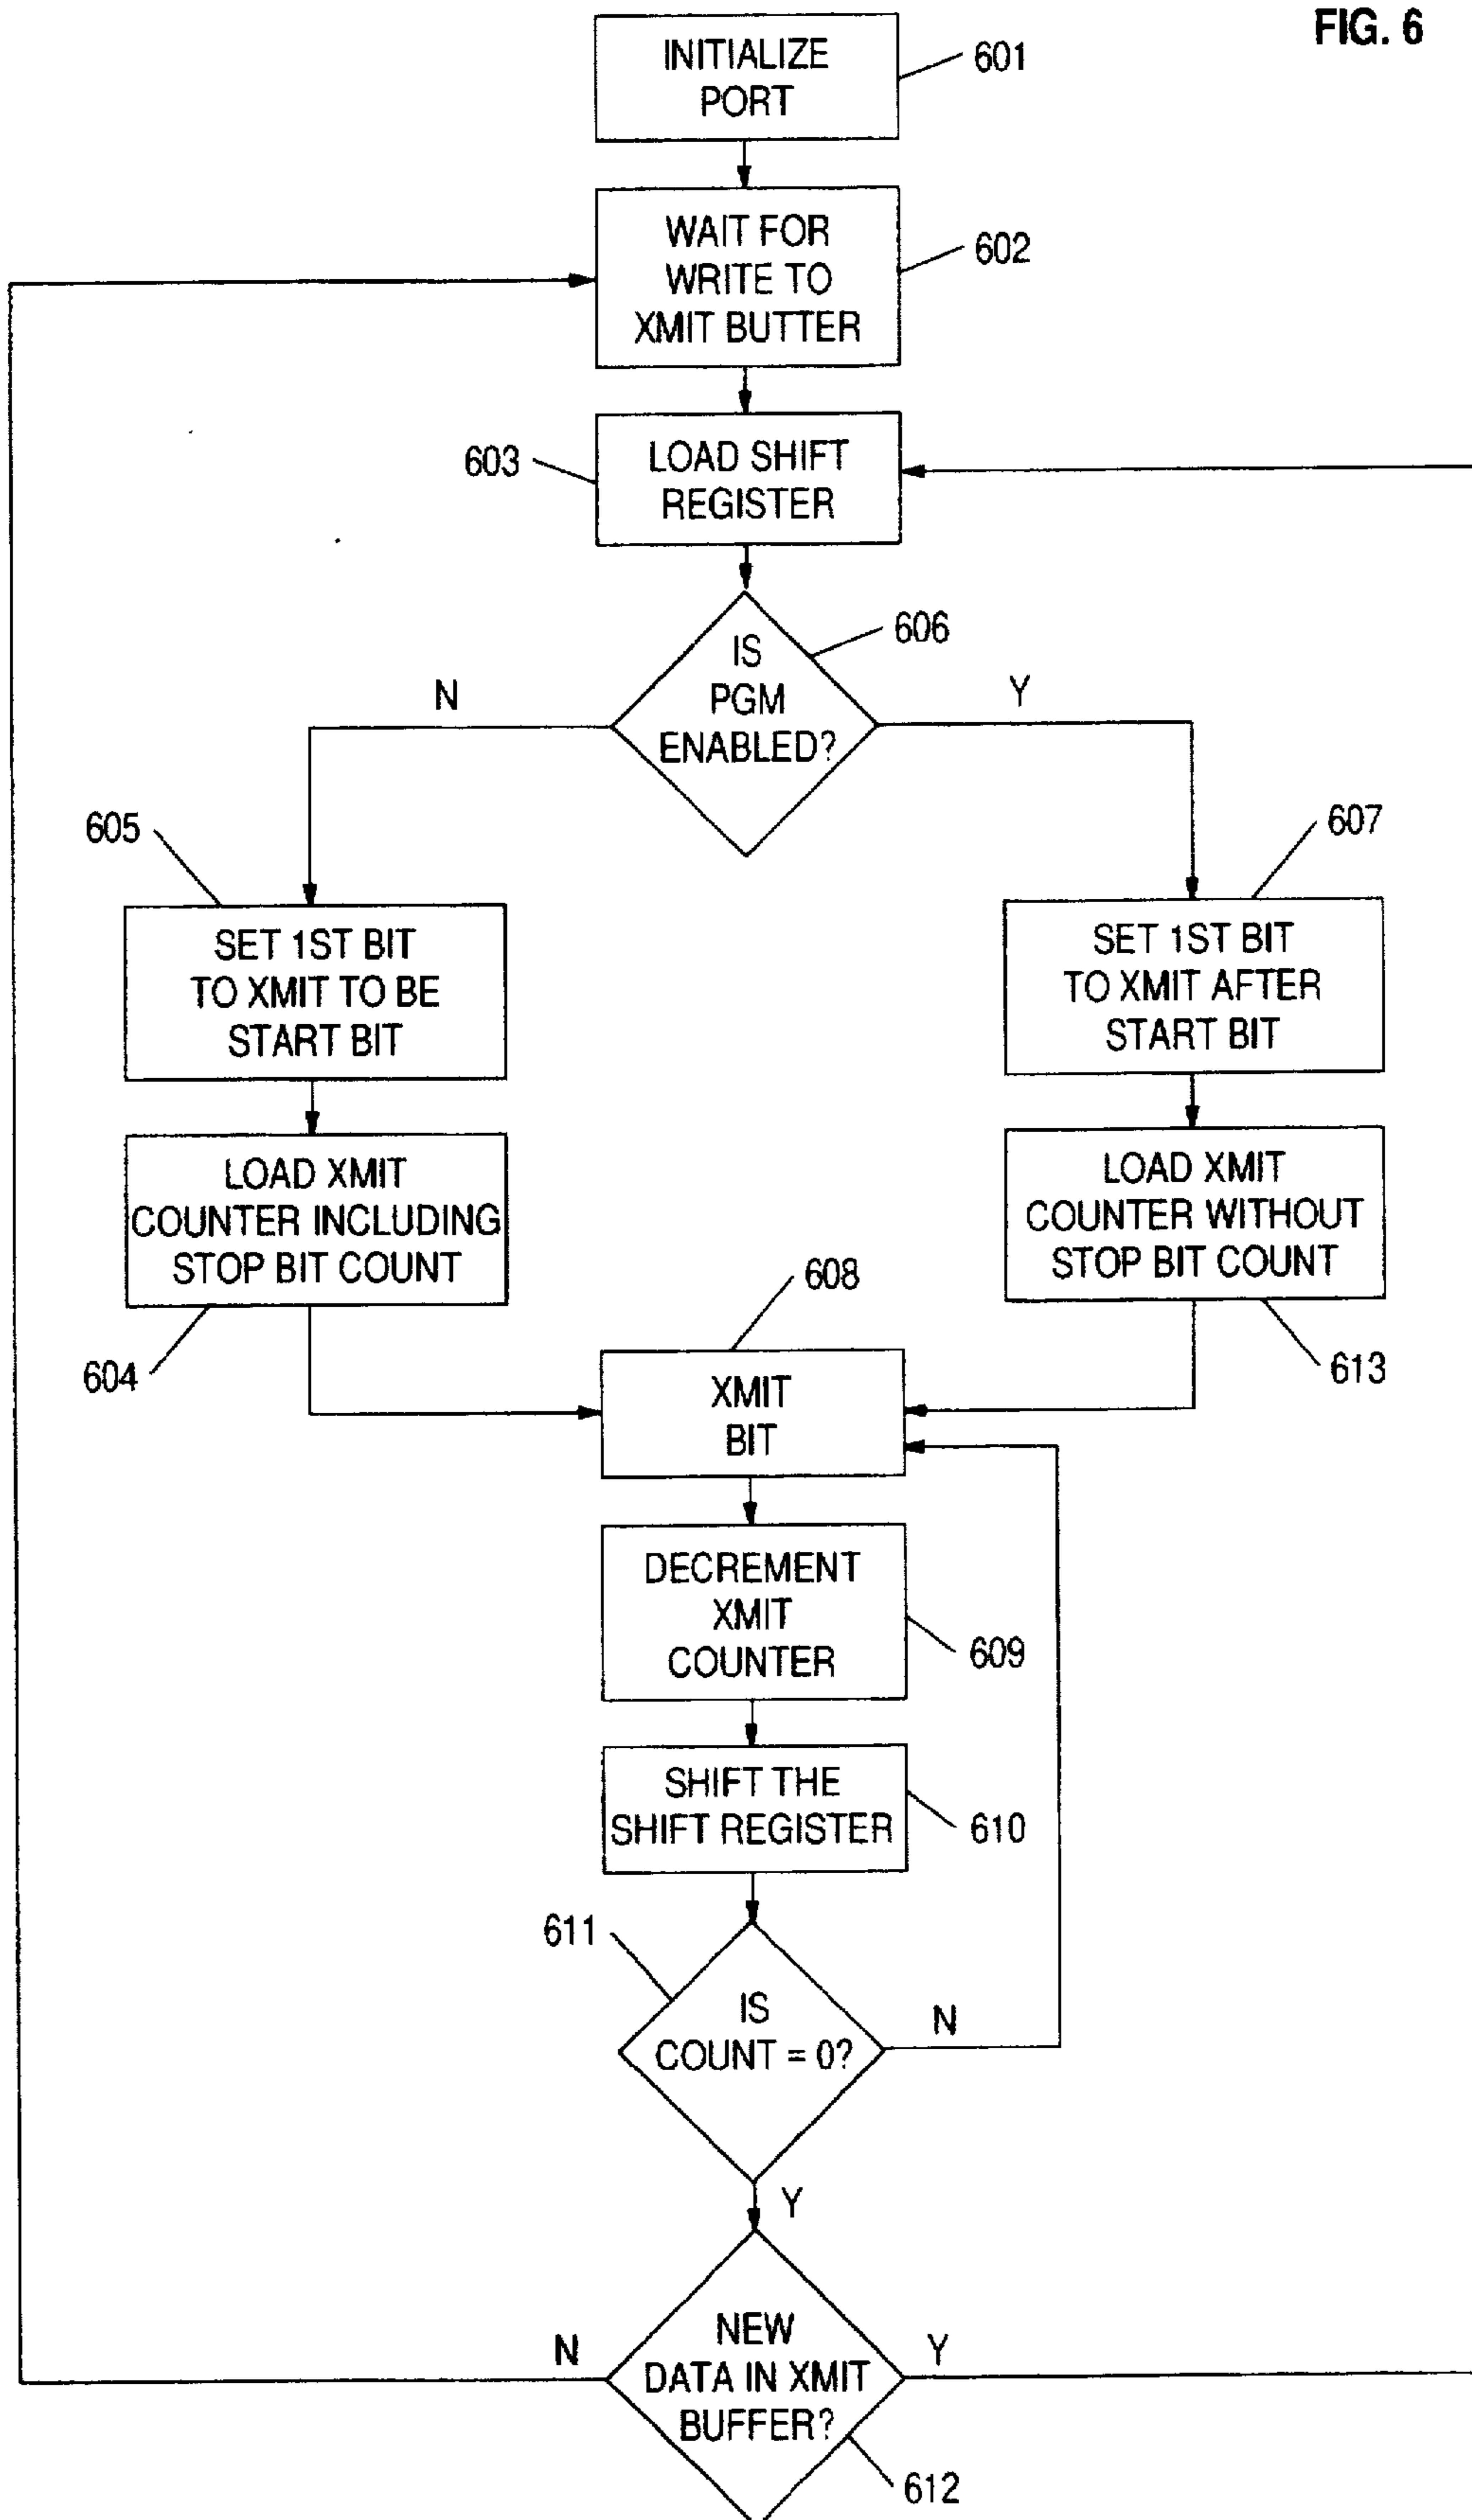 FIG. 6
INITIALIZE
PORT
601
WAIT FOR
WRITE TO
XMIT BUTTER
602
603
LOAD SHIFT
REGISTER
606
IS
PGM
ENABLED?
N
Y
605
607
SET 1ST BIT
TO XMIT TO BE
START BIT
SET 1ST BIT
TO XMIT AFTER
START BIT
LOAD XMIT
COUNTER INCLUDING
STOP BIT COUNT
LOAD XMIT
COUNTER WITHOUT
STOP BIT COUNT
604
608
613
XMIT
BIT
DECREMENT
XMIT
COUNTER
609
SHIFT THE
SHIFT REGISTER
610
611
IS
COUNT = 0?
N
Y
N
NEW
DATA IN XMIT
BUFFER?
Y
612